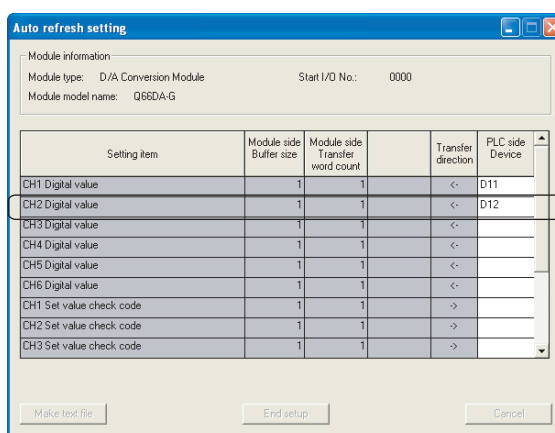 Auto refresh setting
Module information
Module type: D/A Conversion Module Start I/O No.: 0000
Module model name: Q66DA-G
Setting item Module side Buffer size Module side Transfer word count Transfer direction PLC side Device
CH1 Digital value 1 1 <- D11
CH2 Digital value 1 1 <- D12
CH3 Digital value 1 1 <-
CH4 Digital value 1 1 <-
CH5 Digital value 1 1 <-
CH6 Digital value 1 1 <-
CH1 Set value check code 1 1 ->
CH2 Set value check code 1 1 ->
CH3 Set value check code 1 1 ->
Make text file End setup Cancel